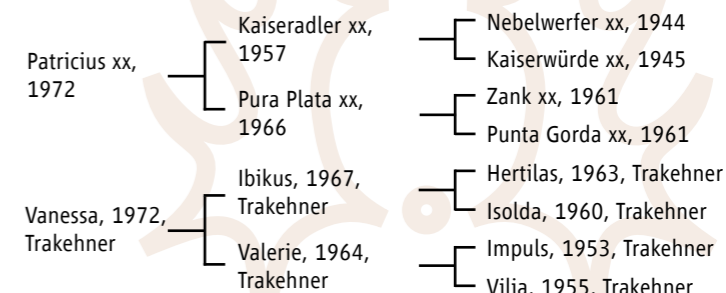 Patricius xx,
1972
Kaiseradler xx,
1957
Nebelwerfer xx, 1944
Kaiserwürde xx, 1945
Pura Plata xx,
1966
Zank xx, 1961
Punta Gorda xx, 1961
Vanessa, 1972,
Trakehner
Ibikus, 1967,
Trakehner
Hertilas, 1963, Trakehner
Isolda, 1960, Trakehner
Valerie, 1964,
Trakehner
Impuls, 1953, Trakehner
Vilja, 1955, Trakehner